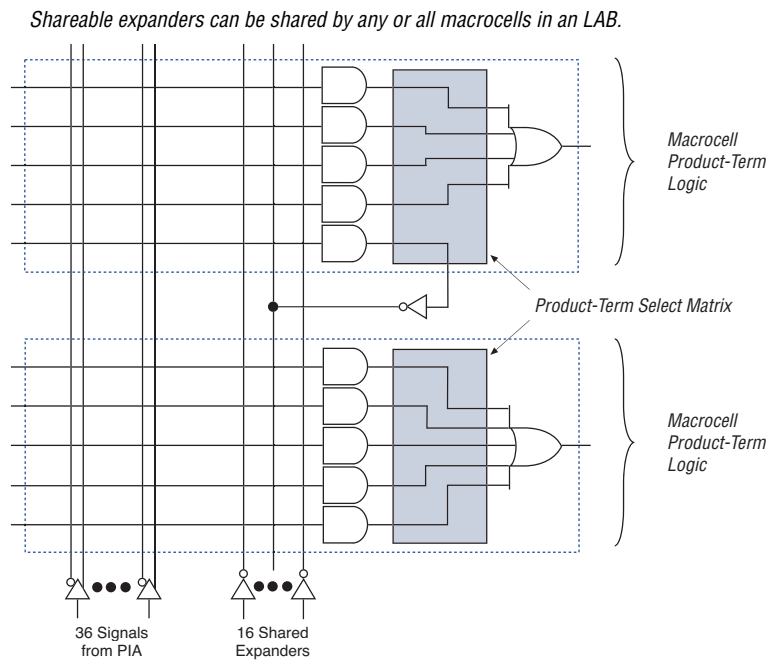 Shareable expanders can be shared by any or all macrocells in an LAB.
Macrocell
Product-Term
Logic
Product-Term Select Matrix
Macrocell
Product-Term
Logic
36 Signals
from PIA
16 Shared
Expanders